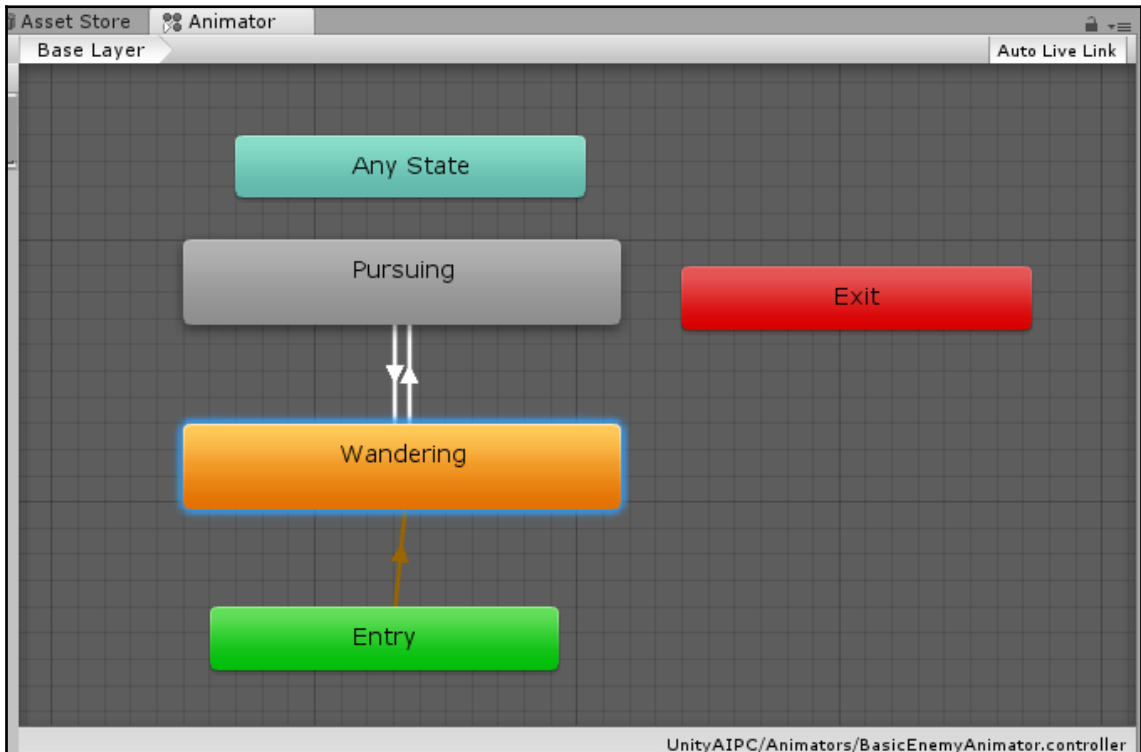 Asset Store Animator
Base Layer Auto Live Link
Any State
Pursuing
Exit
Wandering
Entry
UnityAIPC/Animators/BasicEnemyAnimator.controller